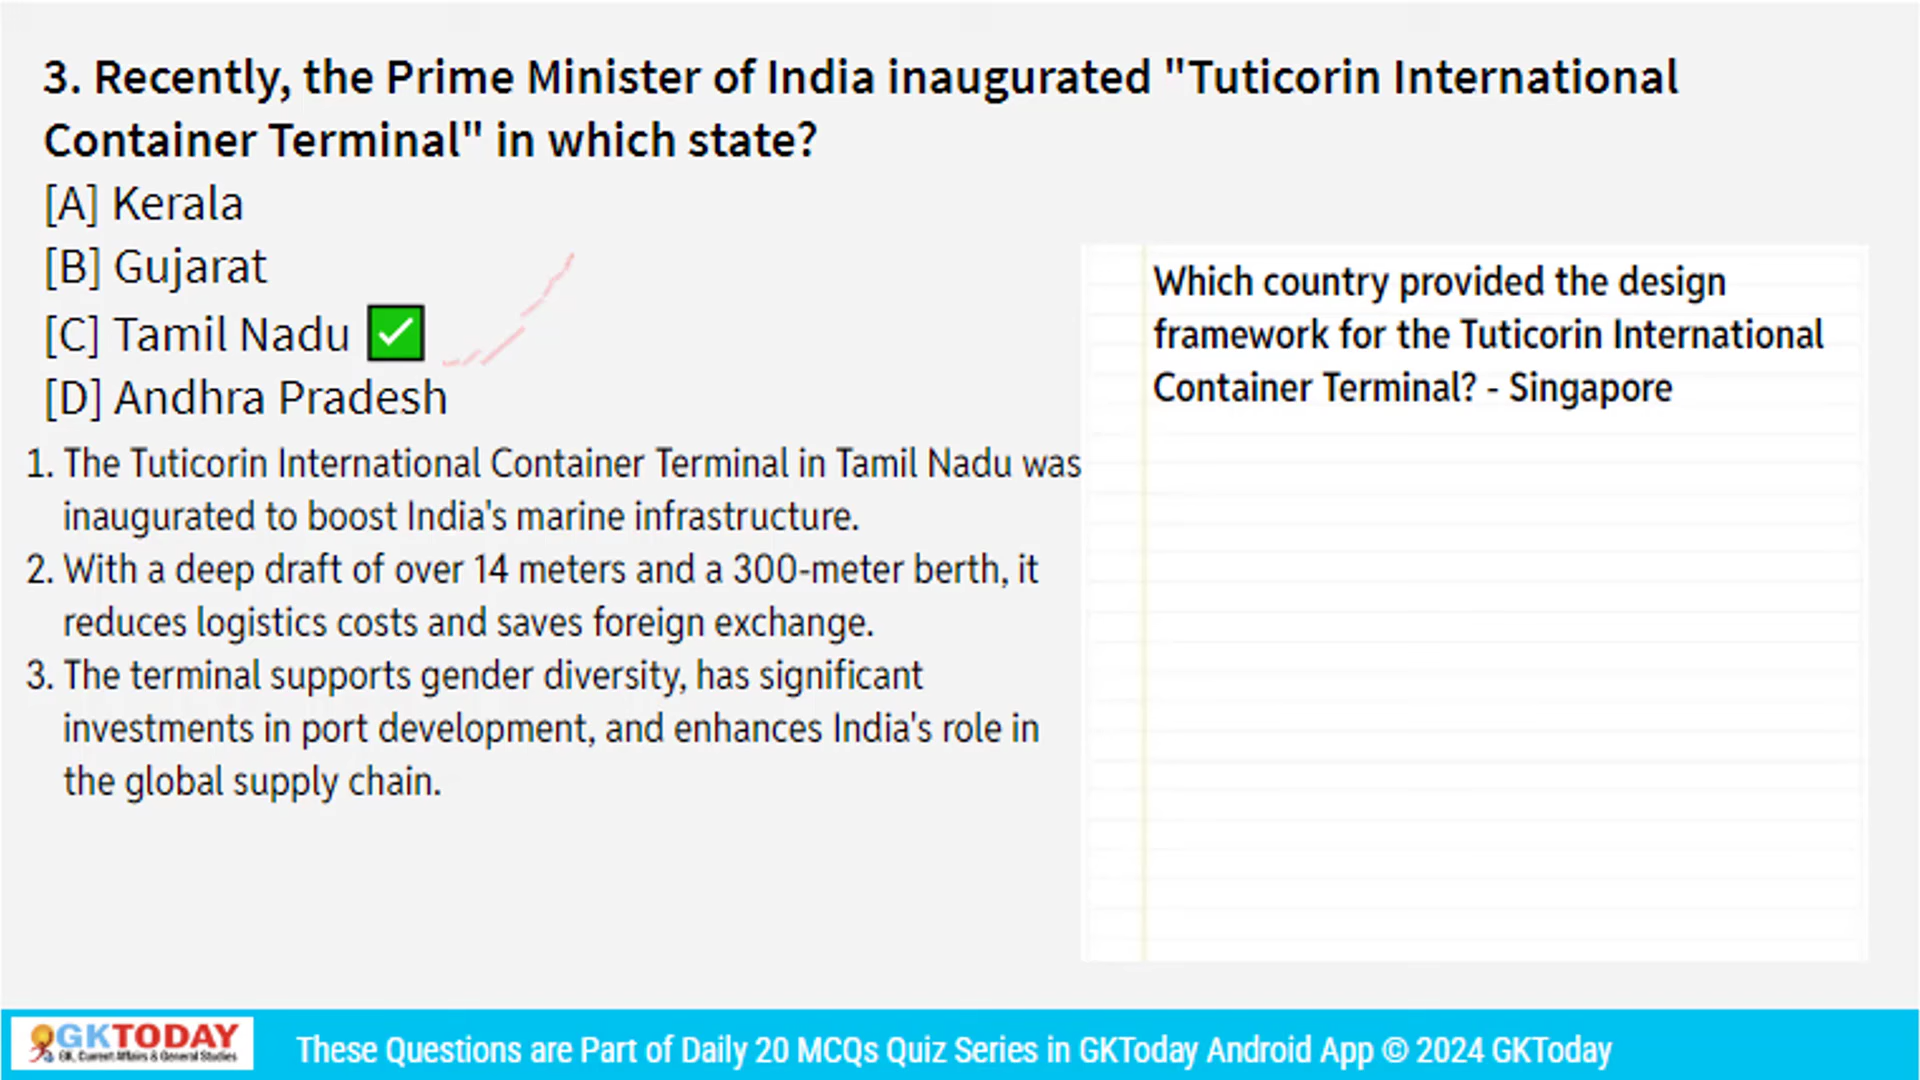 3. Recently, the Prime Minister of India inaugurated "Tuticorin International
Container Terminal" in which state?
[A] Kerala
[B] Gujarat
[C] Tamil Nadu ✅
[D] Andhra Pradesh
1. The Tuticorin International Container Terminal in Tamil Nadu was
inaugurated to boost India's marine infrastructure.
2. With a deep draft of over 14 meters and a 300-meter berth, it
reduces logistics costs and saves foreign exchange.
3. The terminal supports gender diversity, has significant
investments in port development, and enhances India's role in
the global supply chain.
Which country provided the design
framework for the Tuticorin International
Container Terminal? - Singapore
GKTODAY
GK, Current Affairs & General Studies
These Questions are Part of Daily 20 MCQs Quiz Series in GKToday Android App © 2024 GKToday